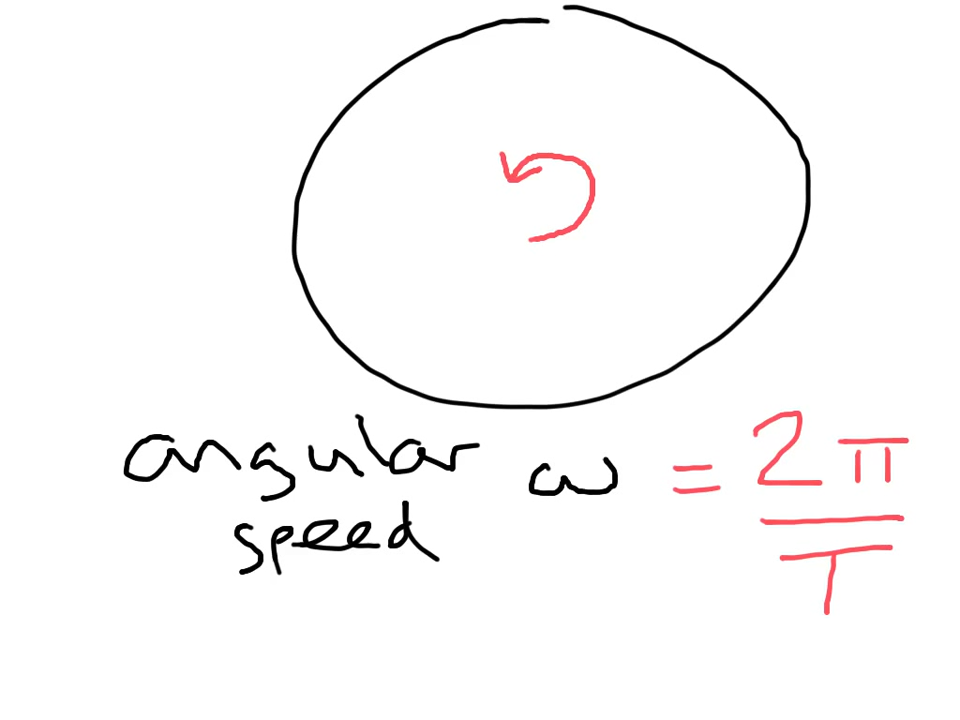 angular ω = 2π/T
speed